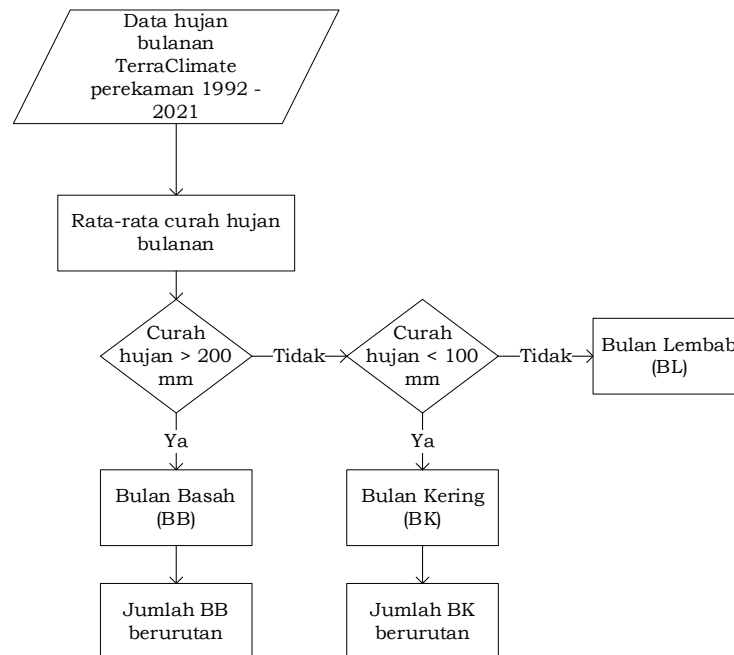 Data hujan
bulanan
TerraClimate
perekaman 1992 -
2021
Rata-rata curah hujan
bulanan
Curah
hujan > 200
mm
Tidak
Curah
hujan < 100
mm
Tidak
Bulan Lembab
(BL)
Ya
Ya
Bulan Basah
(BB)
Bulan Kering
(BK)
Jumlah BB
berurutan
Jumlah BK
berurutan